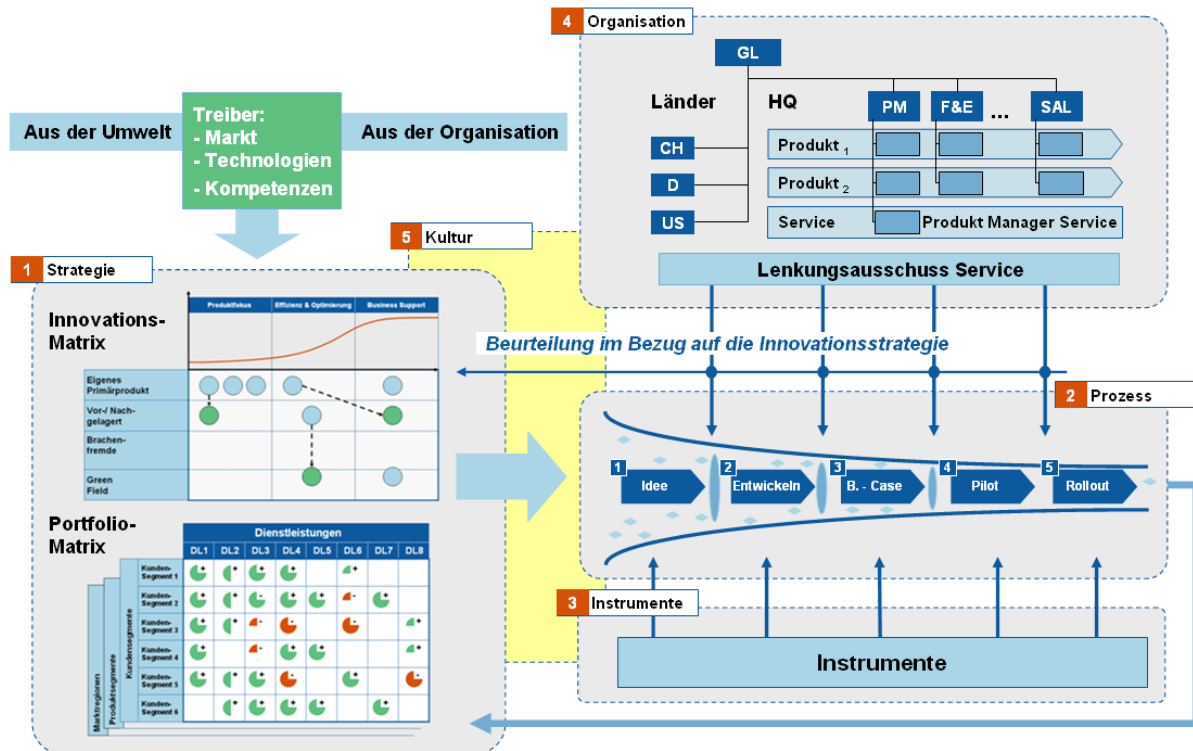 Aus der Umwelt
Treiber:
- Markt
- Technologien
- Kompetenzen
Aus der Organisation
4 Organisation
GL
Länder
HQ
PM
F&E
...
SAL
CH
D
US
Produkt 1
Produkt 2
Service
Produkt Manager Service
Lenkungsausschuss Service
5 Kultur
1 Strategie
Innovations-
Matrix
Produktfokus
Effizienz & Optimierung
Business Support
Eigenes
Primärprodukt
Vor-/ Nach-
gelagert
Brachen-
fremde
Green
Field
Beurteilung im Bezug auf die Innovationsstrategie
2 Prozess
1 Idee
2 Entwickeln
3 B. - Case
4 Pilot
5 Rollout
Portfolio-
Matrix
Dienstleistungen
DL1 DL2 DL3 DL4 DL5 DL6 DL7 DL8
Marktregionen
Produktsegmente
Kundensegmente
Kunden-
Segment 1
+ + + + +
Kunden-
Segment 2
+ + - + + - +
Kunden-
Segment 3
+ + - - - +
Kunden-
Segment 4
+ - + + +
Kunden-
Segment 5
+ + + - + -
Kunden-
Segment 6
+ + + + +
3 Instrumente
Instrumente